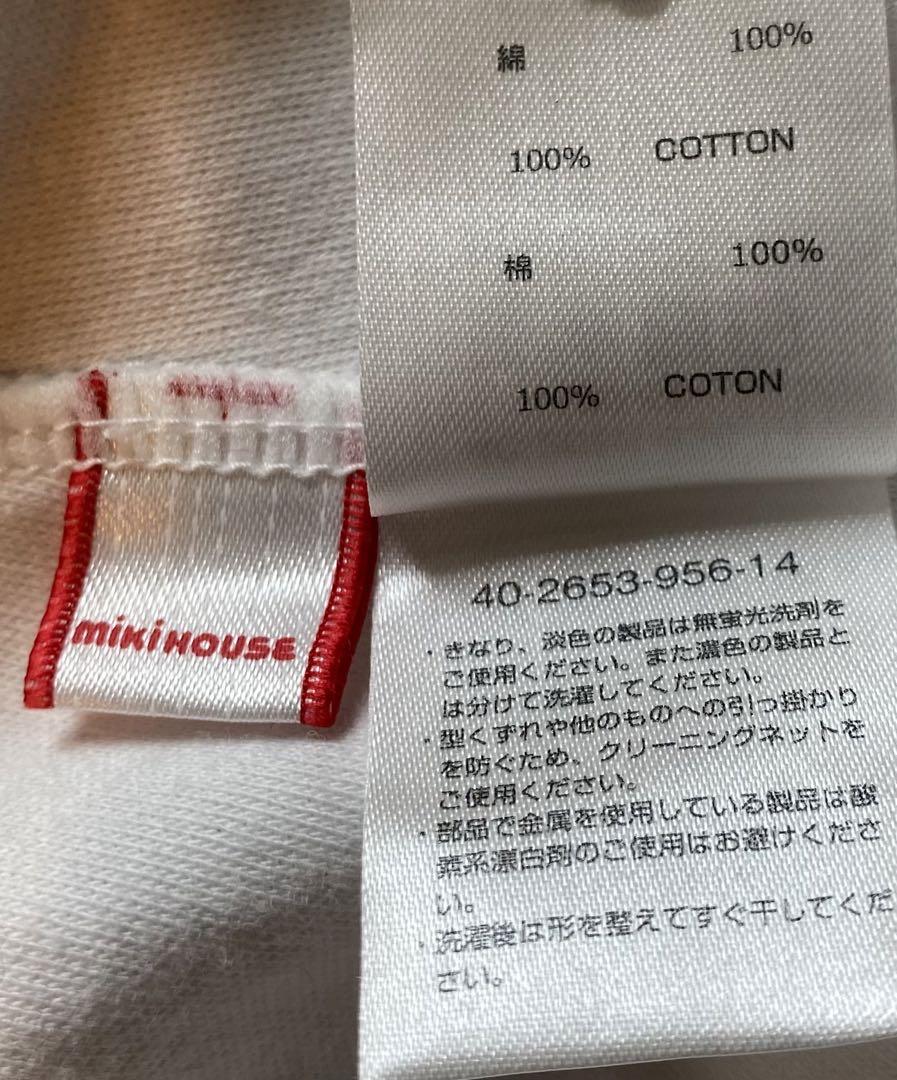 綿 100%
100% COTTON
棉 100%
100% COTON
mikiHOUSE
40-2653-956-14
・きなり、淡色の製品は無蛍光洗剤を
ご使用ください。また濃色の製品と
は分けて洗濯してください。
・型くずれや他のものへの引っ掛かり
を防ぐため、クリーニングネットを
ご使用ください。
・部品で金属を使用している製品は酸
素系漂白剤のご使用はお避けくださ
い。
・洗濯後は形を整えてすぐ干してくだ
さい。